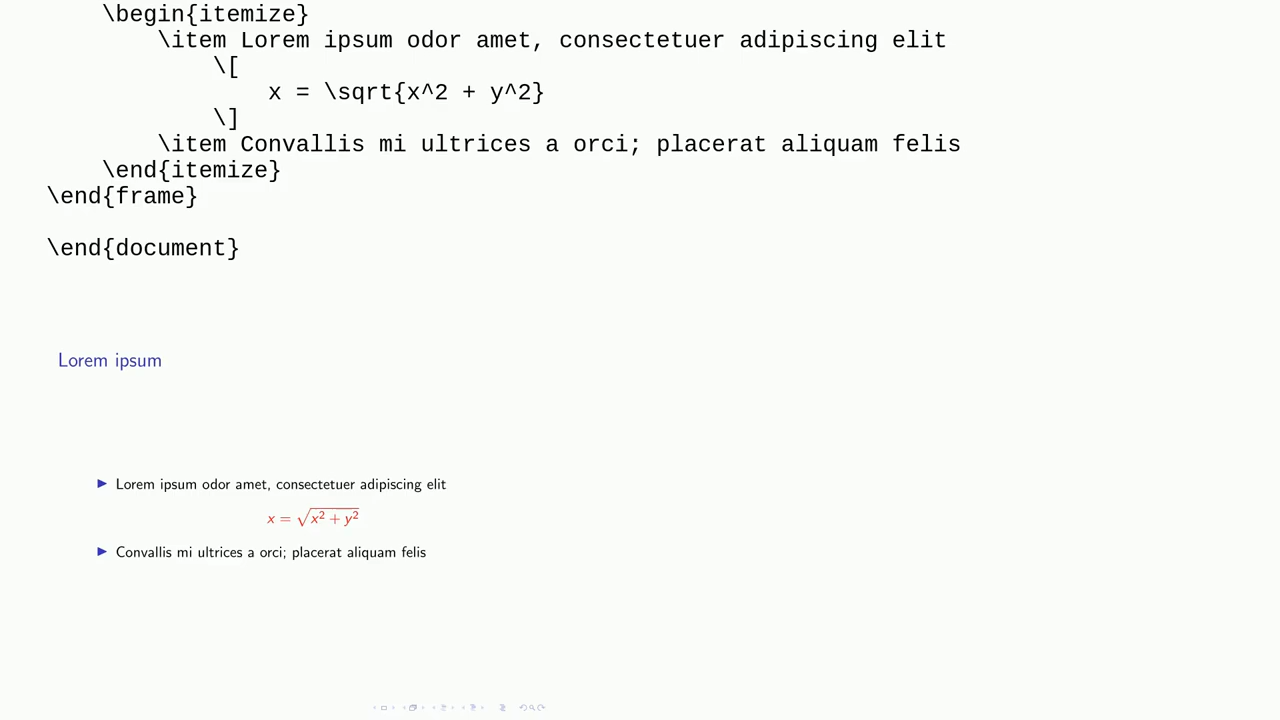 \begin{itemize}
\item Lorem ipsum odor amet, consectetuer adipiscing elit
\[
x = \sqrt{x^2 + y^2}
\]
\item Convallis mi ultrices a orci; placerat aliquam felis
\end{itemize}
\end{frame}
\end{document}
Lorem ipsum
Lorem ipsum odor amet, consectetuer adipiscing elit
x = √x² + y²
Convallis mi ultrices a orci; placerat aliquam felis